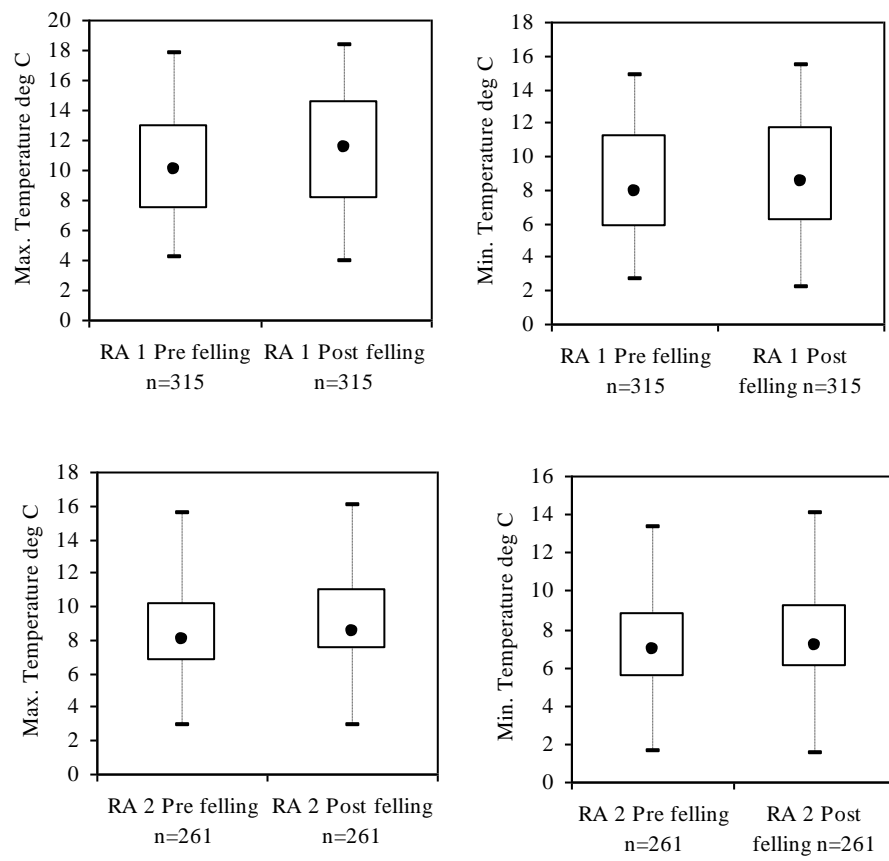 Max. Temperature deg C
20
18
16
14
12
10
8
6
4
2
0
RA 1 Pre felling
n=315
RA 1 Post felling
n=315
Min. Temperature deg C
18
16
14
12
10
8
6
4
2
0
RA 1 Pre felling
n=315
RA 1 Post
felling n=315
Max. Temperature deg C
18
16
14
12
10
8
6
4
2
0
RA 2 Pre felling
n=261
RA 2 Post felling
n=261
Min. Temperature deg C
16
14
12
10
8
6
4
2
0
RA 2 Pre felling
n=261
RA 2 Post
felling n=261